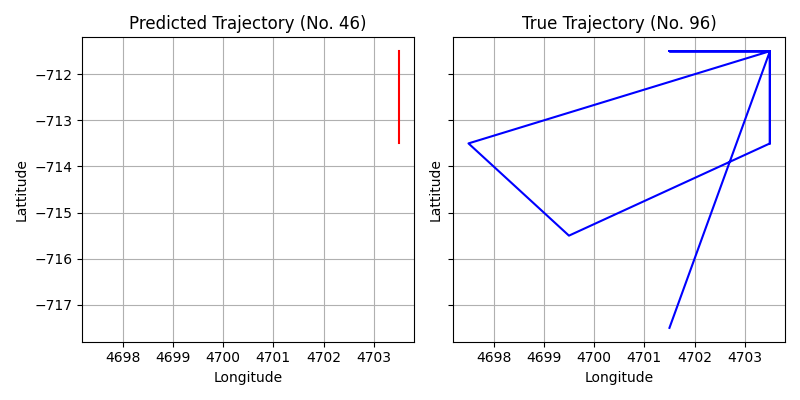 Predicted Trajectory (No. 46)
True Trajectory (No. 96)
Lattitude
−712
−713
−714
−715
−716
−717
4698 4699 4700 4701 4702 4703
Longitude
Lattitude
4698 4699 4700 4701 4702 4703
Longitude